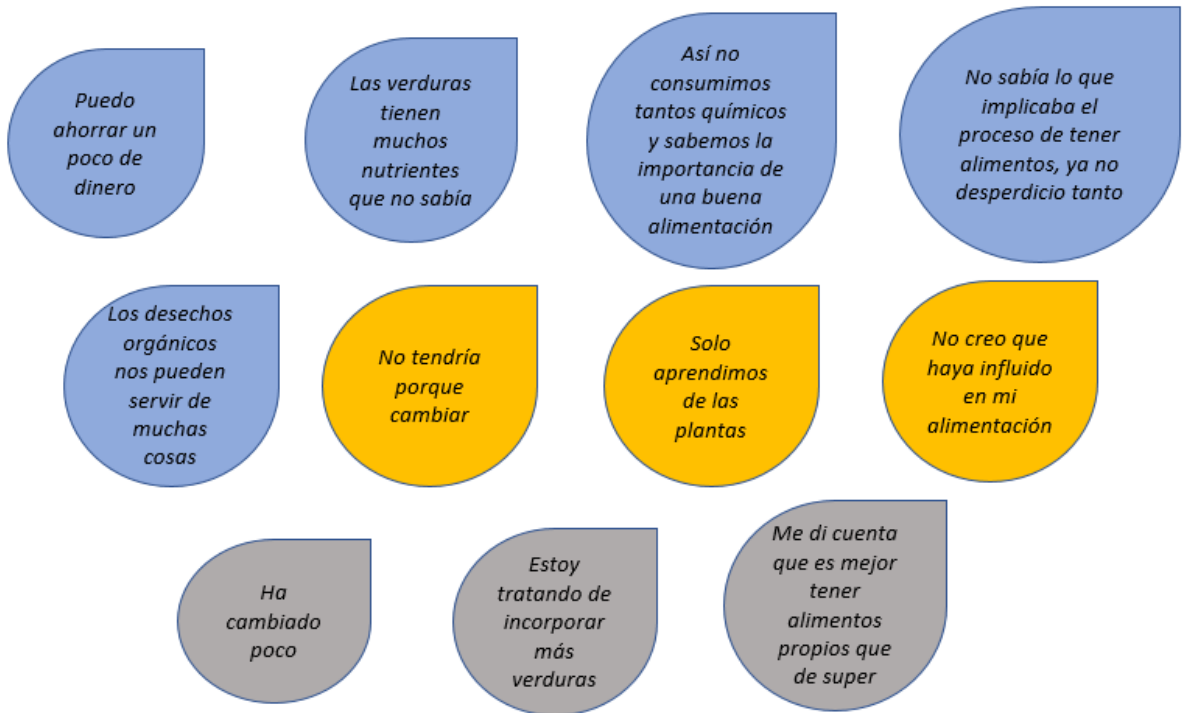 Puedo
ahorrar un
poco de
dinero
Las verduras
tienen
muchos
nutrientes
que no sabía
Así no
consumimos
tantos químicos
y sabemos la
importancia de
una buena
alimentación
No sabía lo que
implicaba el
proceso de tener
alimentos, ya no
desperdicio tanto
Los desechos
orgánicos
nos pueden
servir de
muchas
cosas
No tendría
porque
cambiar
Solo
aprendimos
de las
plantas
No creo que
haya influido
en mi
alimentación
Ha
cambiado
poco
Estoy
tratando de
incorporar
más
verduras
Me di cuenta
que es mejor
tener
alimentos
propios que
de super